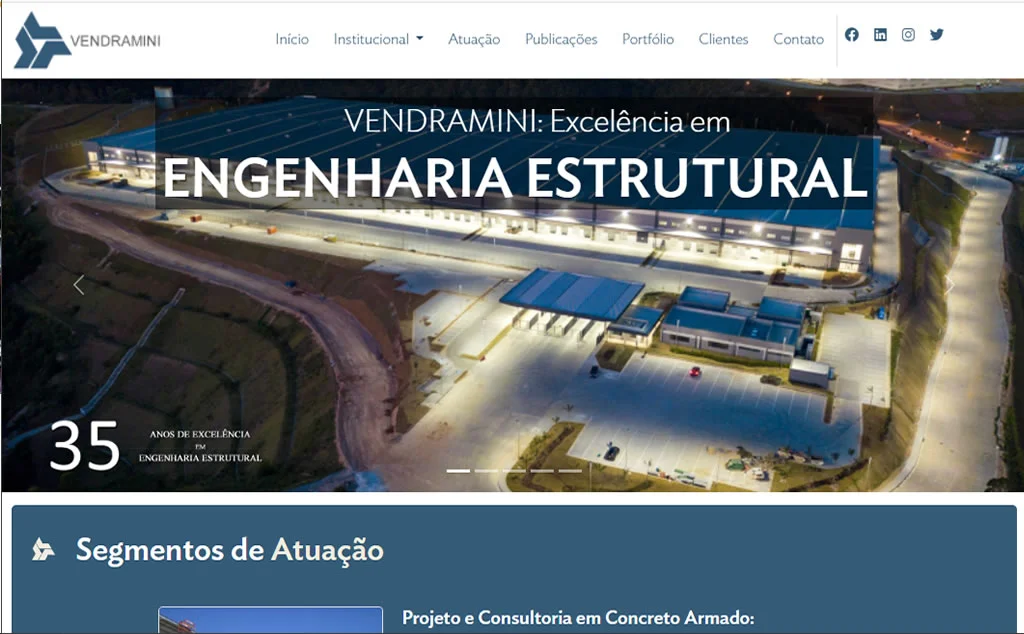 VENDRAMINI
Início
Institucional
Atuação
Publicações
Portfólio
Clientes
Contato
VENDRAMINI: Excelência em
ENGENHARIA ESTRUTURAL
35
ANOS DE EXCELÊNCIA
EM
ENGENHARIA ESTRUTURAL
Segmentos de Atuação
Projeto e Consultoria em Concreto Armado: